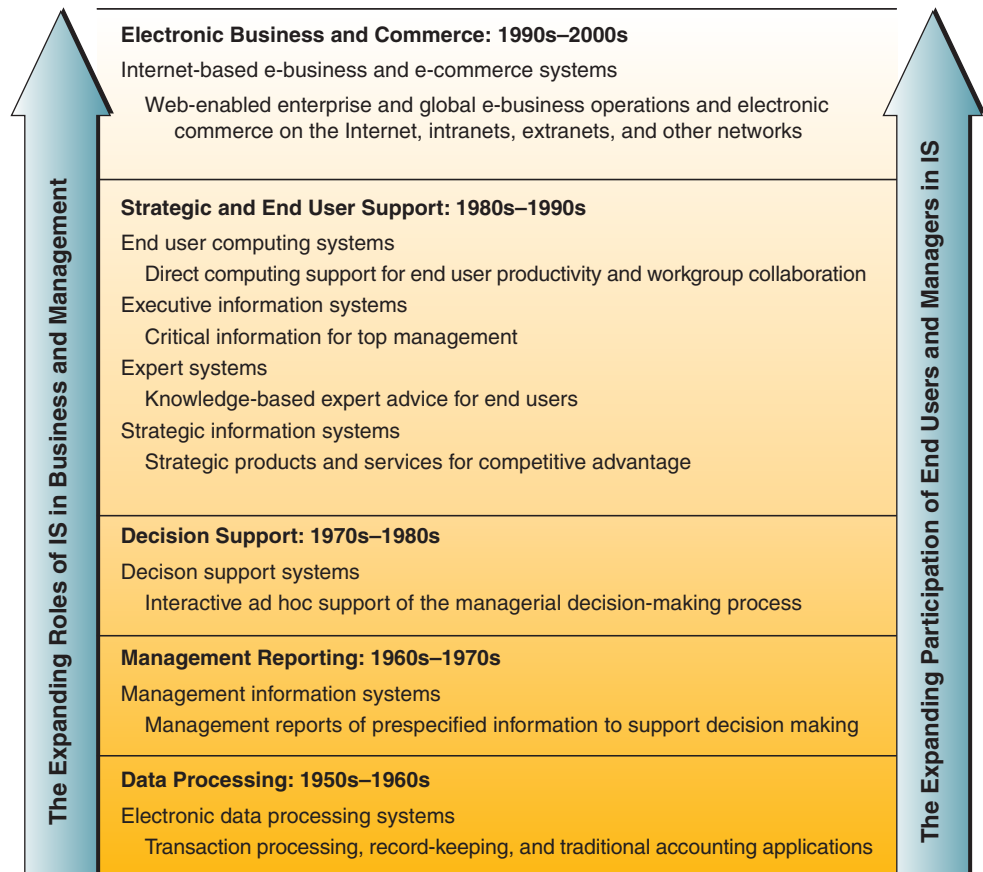 The Expanding Roles of IS in Business and Management
Electronic Business and Commerce: 1990s–2000s
Internet-based e-business and e-commerce systems
Web-enabled enterprise and global e-business operations and electronic
commerce on the Internet, intranets, extranets, and other networks
Strategic and End User Support: 1980s–1990s
End user computing systems
Direct computing support for end user productivity and workgroup collaboration
Executive information systems
Critical information for top management
Expert systems
Knowledge-based expert advice for end users
Strategic information systems
Strategic products and services for competitive advantage
Decision Support: 1970s–1980s
Decison support systems
Interactive ad hoc support of the managerial decision-making process
Management Reporting: 1960s–1970s
Management information systems
Management reports of prespecified information to support decision making
Data Processing: 1950s–1960s
Electronic data processing systems
Transaction processing, record-keeping, and traditional accounting applications
The Expanding Participation of End Users and Managers in IS